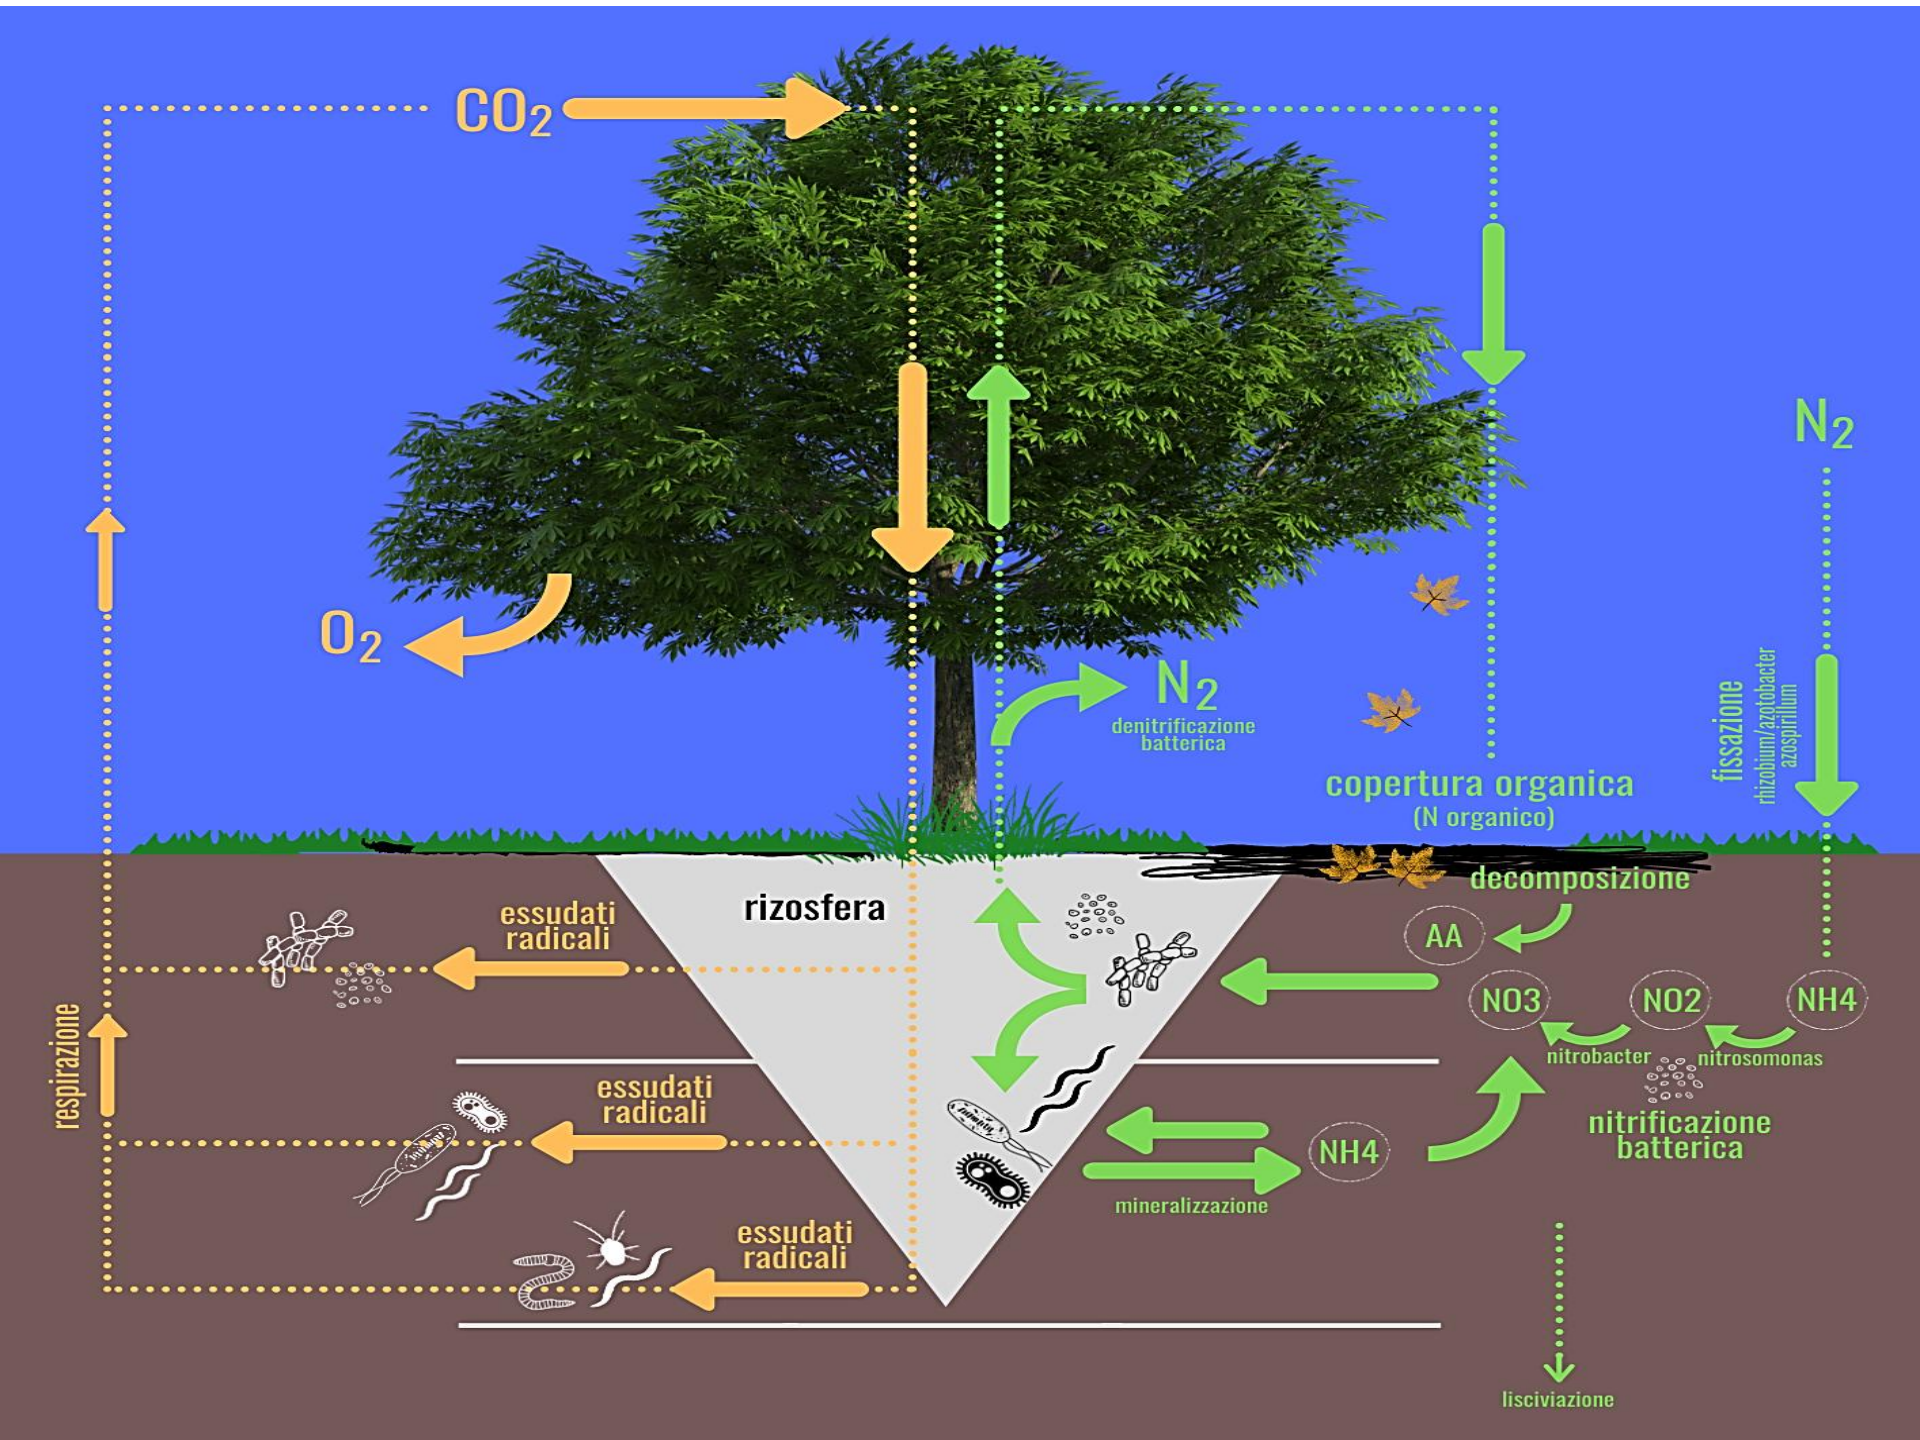 CO2
N2
O2
N2
denitrificazione
batterica
fissazione
rhizobium/azotobacter
azospirillum
copertura organica
(N organico)
decomposizione
rizosfera
essudati
radicali
AA
NO3
NO2
NH4
nitrobacter
nitrosomonas
respirazione
essudati
radicali
nitrificazione
batterica
NH4
mineralizzazione
essudati
radicali
lisciviazione